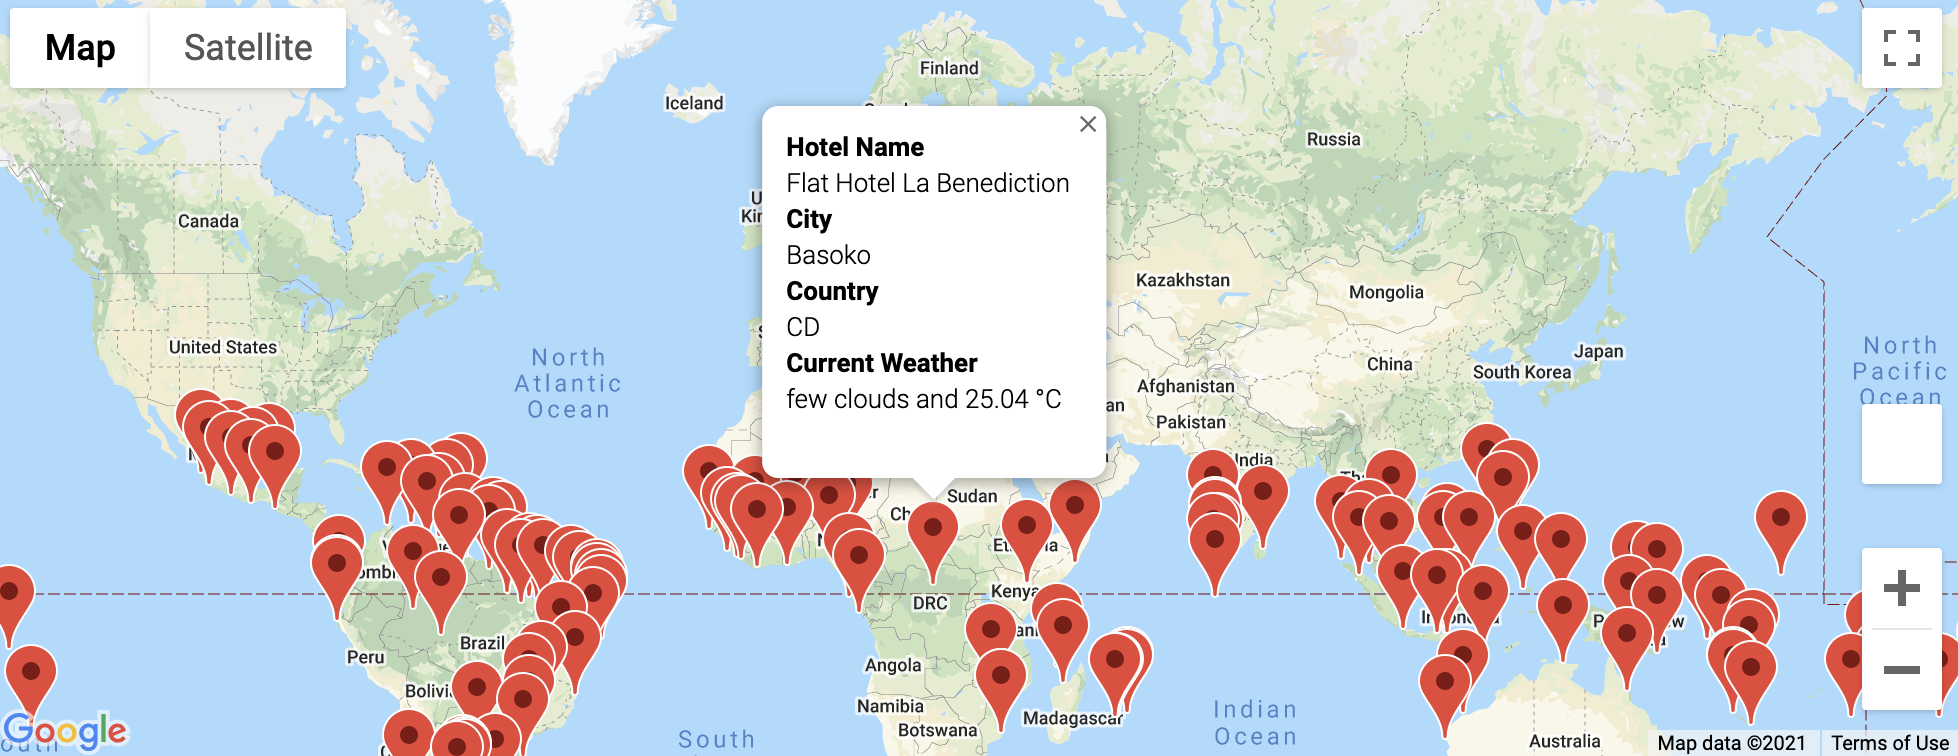 Map
Satellite
Finland
Iceland
Russia
Hotel Name
Flat Hotel La Benediction
City
Basoko
Country
CD
Current Weather
few clouds and 25.04 °C
Canada
Kazakhstan
Mongolia
United States
North
Atlantic
Ocean
Japan
China
South Korea
North
Pacific
Ocean
Afghanistan
Pakistan
India
Sudan
DRC
Kenya
Brazil
Peru
Angola
Namibia
Botswana
Madagascar
Indian
Ocean
South
Australia
Google
Map data ©2021
Terms of Use